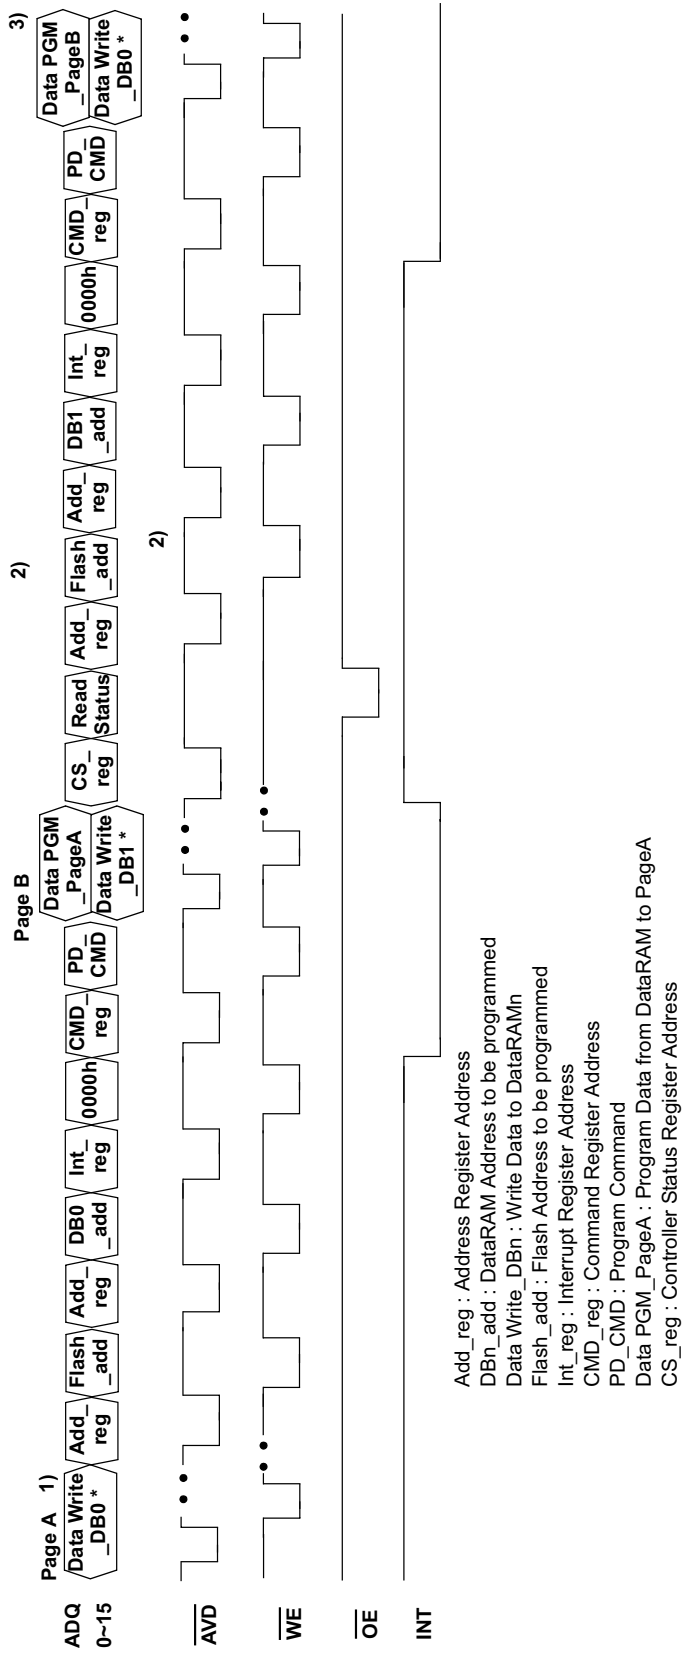 Page A 1)
Page B
2)
3)
ADQ
0~15
Data Write
_DB0 *
Add_
reg
Flash
_add
Add_
reg
DB0
_add
Int_
reg
0000h
CMD_
reg
PD_
CMD
Data PGM
_PageA
Data Write
_DB1 *
CS_
reg
Read
Status
Add_
reg
Flash
_add
Add_
reg
DB1
_add
Int_
reg
0000h
CMD_
reg
PD_
CMD
Data PGM
_PageB
Data Write
_DB0 *
AVD
2)
WE
OE
INT
Add_reg : Address Register Address
DBn_add : DataRAM Address to be programmed
Data Write_DBn : Write Data to DataRAMn
Flash_add : Flash Address to be programmed
Int_reg : Interrupt Register Address
CMD_reg : Command Register Address
PD_CMD : Program Command
Data PGM_PageA : Program Data from DataRAM to PageA
CS_reg : Controller Status Register Address